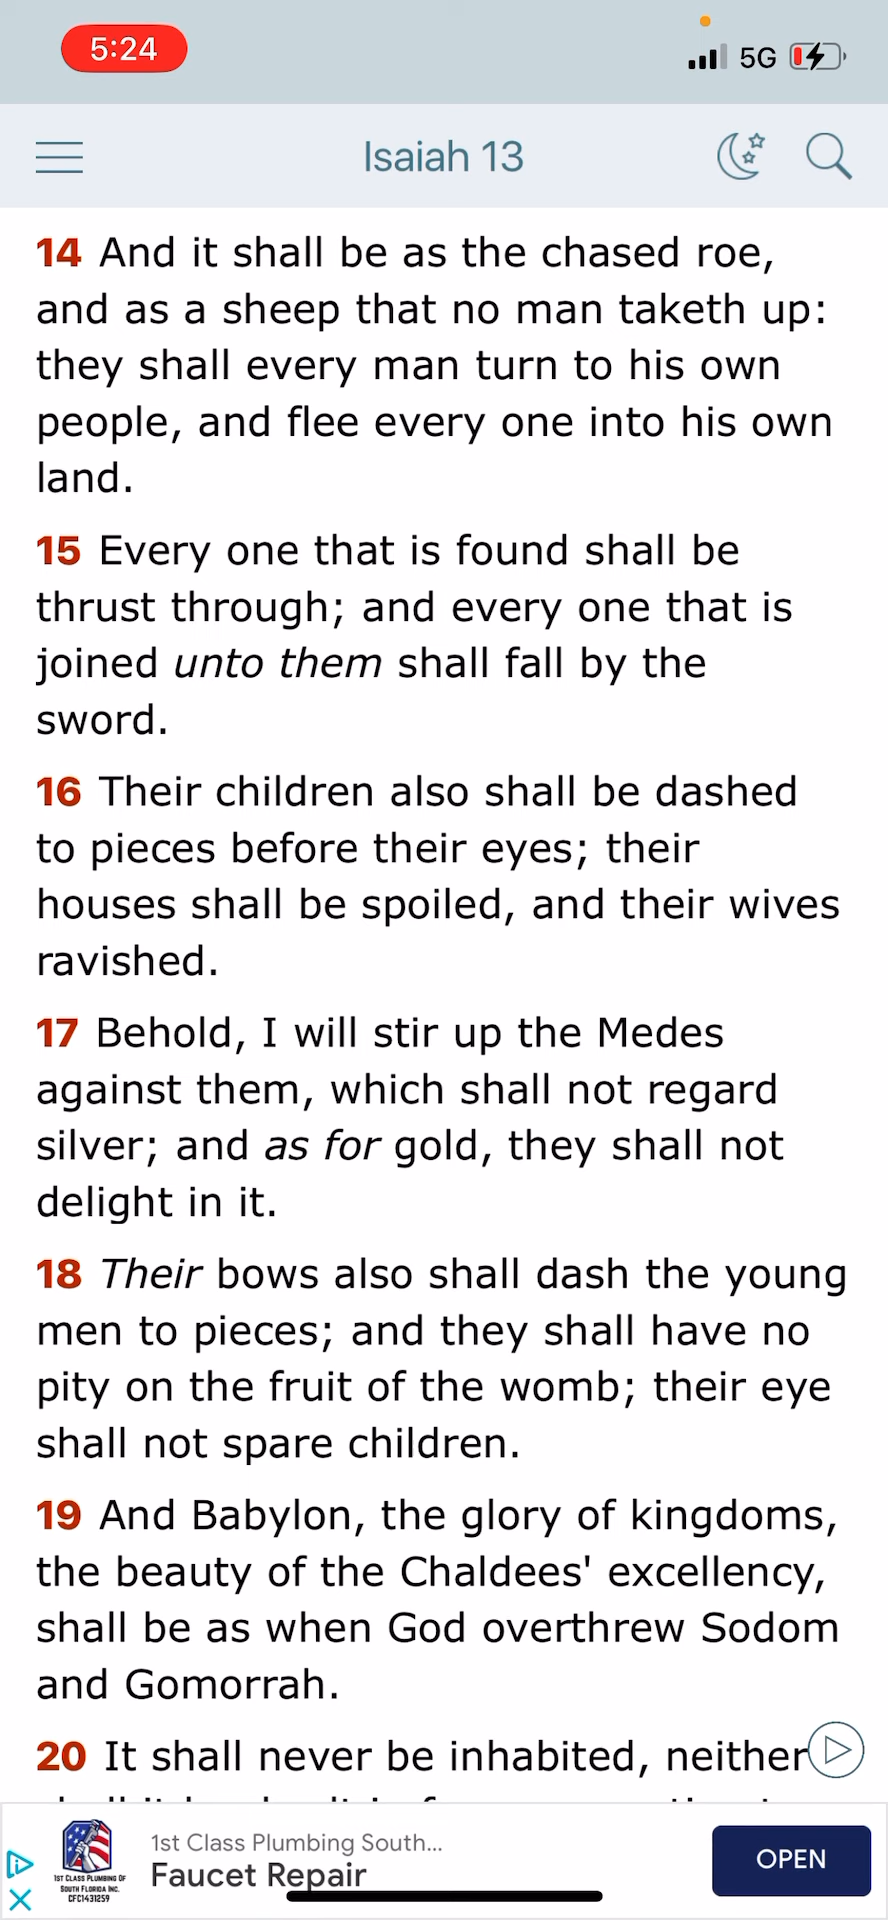 5:24
5G
Isaiah 13
14 And it shall be as the chased roe,
and as a sheep that no man taketh up:
they shall every man turn to his own
people, and flee every one into his own
land.
15 Every one that is found shall be
thrust through; and every one that is
joined unto them shall fall by the
sword.
16 Their children also shall be dashed
to pieces before their eyes; their
houses shall be spoiled, and their wives
ravished.
17 Behold, I will stir up the Medes
against them, which shall not regard
silver; and as for gold, they shall not
delight in it.
18 Their bows also shall dash the young
men to pieces; and they shall have no
pity on the fruit of the womb; their eye
shall not spare children.
19 And Babylon, the glory of kingdoms,
the beauty of the Chaldees' excellency,
shall be as when God overthrew Sodom
and Gomorrah.
20 It shall never be inhabited, neither
1st Class Plumbing South...
Faucet Repair
OPEN
1ST CLASS PLUMBING OF
SOUTH FLORIDA INC.
CFC1431259